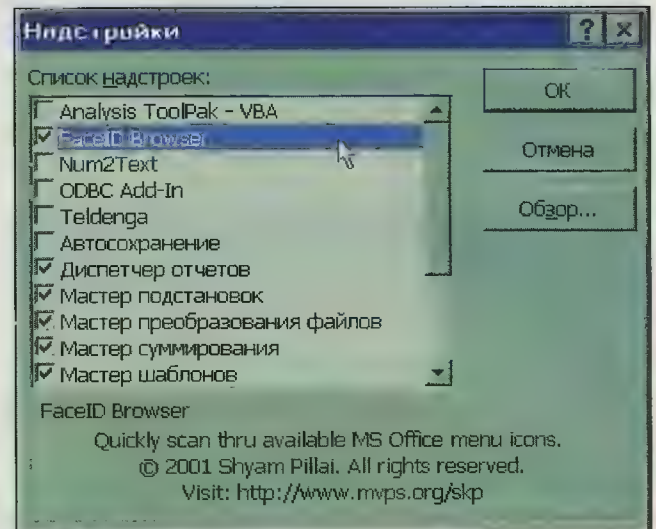 Надстройки
Список надстроек:
Analysis ToolPak - VBA
FaceID Browser
Num2Text
ODBC Add-In
Teldenga
Автосохранение
Диспетчер отчетов
Мастер подстановок
Мастер преобразования файлов
Мастер суммирования
Мастер шаблонов
OK
Отмена
Обзор...
FaceID Browser
Quickly scan thru available MS Office menu icons.
© 2001 Shyam Pillai. All rights reserved.
Visit: http://www.mvps.org/skp